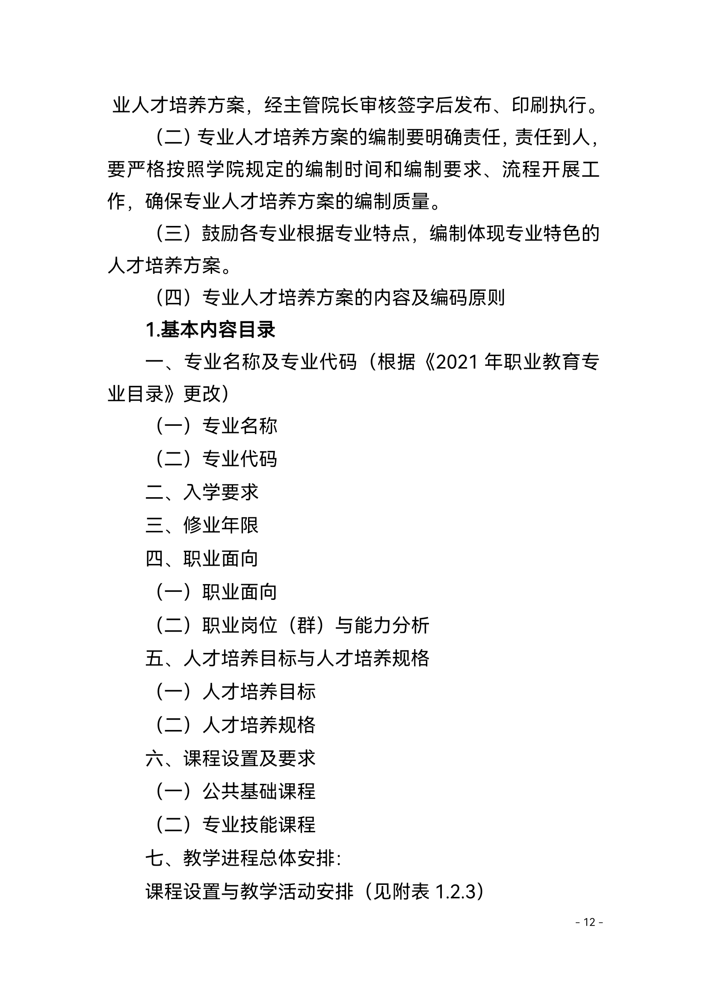 业人才培养方案，经主管院长审核签字后发布、印刷执行。
（二）专业人才培养方案的编制要明确责任，责任到人，
要严格按照学院规定的编制时间和编制要求、流程开展工
作，确保专业人才培养方案的编制质量。
（三）鼓励各专业根据专业特点，编制体现专业特色的
人才培养方案。
（四）专业人才培养方案的内容及编码原则
1.基本内容目录
一、专业名称及专业代码（根据《2021 年职业教育专
业目录》更改）
（一）专业名称
（二）专业代码
二、入学要求
三、修业年限
四、职业面向
（一）职业面向
（二）职业岗位（群）与能力分析
五、人才培养目标与人才培养规格
（一）人才培养目标
（二）人才培养规格
六、课程设置及要求
（一）公共基础课程
（二）专业技能课程
七、教学进程总体安排：
课程设置与教学活动安排（见附表 1.2.3）
- 12 -